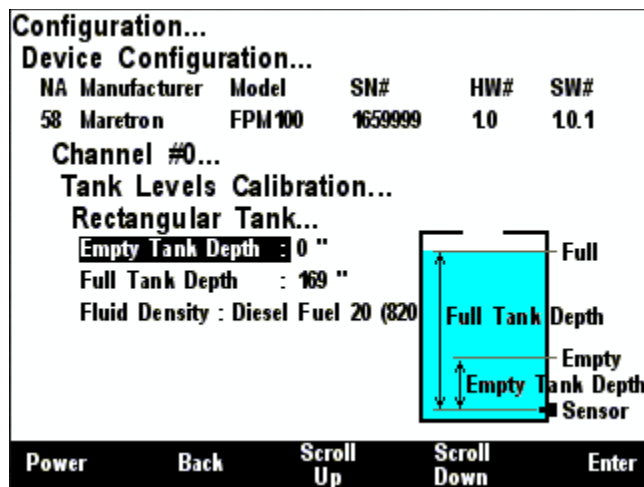 Configuration...
Device Configuration...
NA Manufacturer Model SN# HW# SW#
58 Maretron FPM100 1659999 1.0 1.0.1
Channel #0...
Tank Levels Calibration...
Rectangular Tank...
Empty Tank Depth : 0 "
Full Tank Depth : 169 "
Fluid Density : Diesel Fuel 20 (820
Full
Full Tank Depth
Empty
Empty Tank Depth
Sensor
Power Back Scroll Up Scroll Down Enter